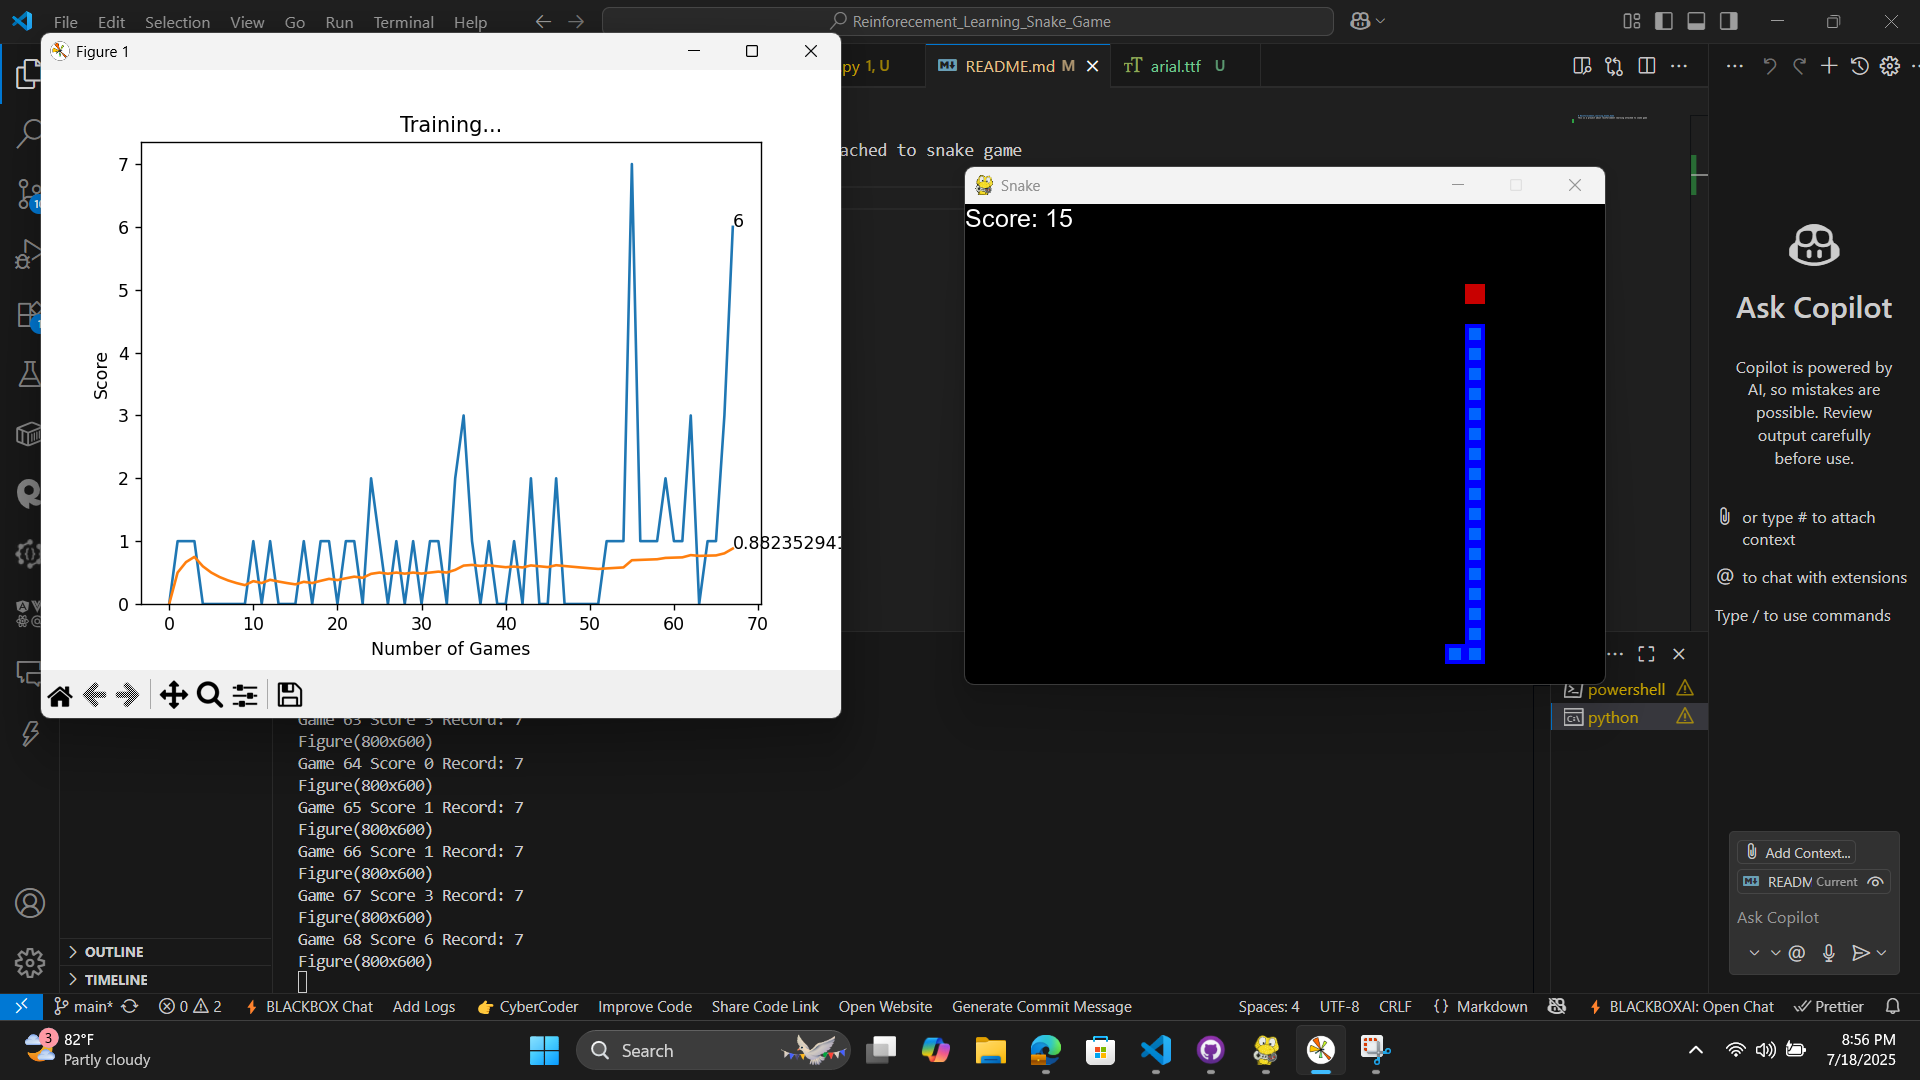 File Edit Selection View Go Run Terminal Help
Reinforecement_Learning_Snake_Game
Figure 1
py 1, U
README.md M
arial.ttf U
ached to snake game
Training...
7
6
5
4
3
2
1
0
Score
6
0.882352941
0 10 20 30 40 50 60 70
Number of Games
Snake
Score: 15
Ask Copilot
Copilot is powered by
AI, so mistakes are
possible. Review
output carefully
before use.
or type # to attach
context
@ to chat with extensions
Type / to use commands
powershell
python
Game 63 Score 3 Record: 7
Figure(800x600)
Game 64 Score 0 Record: 7
Figure(800x600)
Game 65 Score 1 Record: 7
Figure(800x600)
Game 66 Score 1 Record: 7
Figure(800x600)
Game 67 Score 3 Record: 7
Figure(800x600)
Game 68 Score 6 Record: 7
Figure(800x600)
Add Context...
READM Current
Ask Copilot
OUTLINE
TIMELINE
main* 0 2 BLACKBOX Chat Add Logs CyberCoder Improve Code Share Code Link Open Website Generate Commit Message
Spaces: 4 UTF-8 CRLF {} Markdown BLACKBOXAI: Open Chat Prettier
3
82°F
Partly cloudy
Search
8:56 PM
7/18/2025